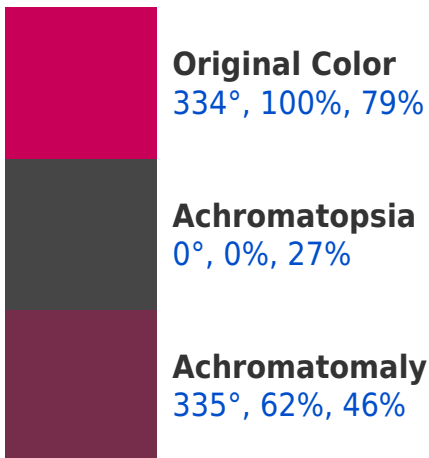 Original Color
334°, 100%, 79%
Achromatopsia
0°, 0%, 27%
Achromatomaly
335°, 62%, 46%